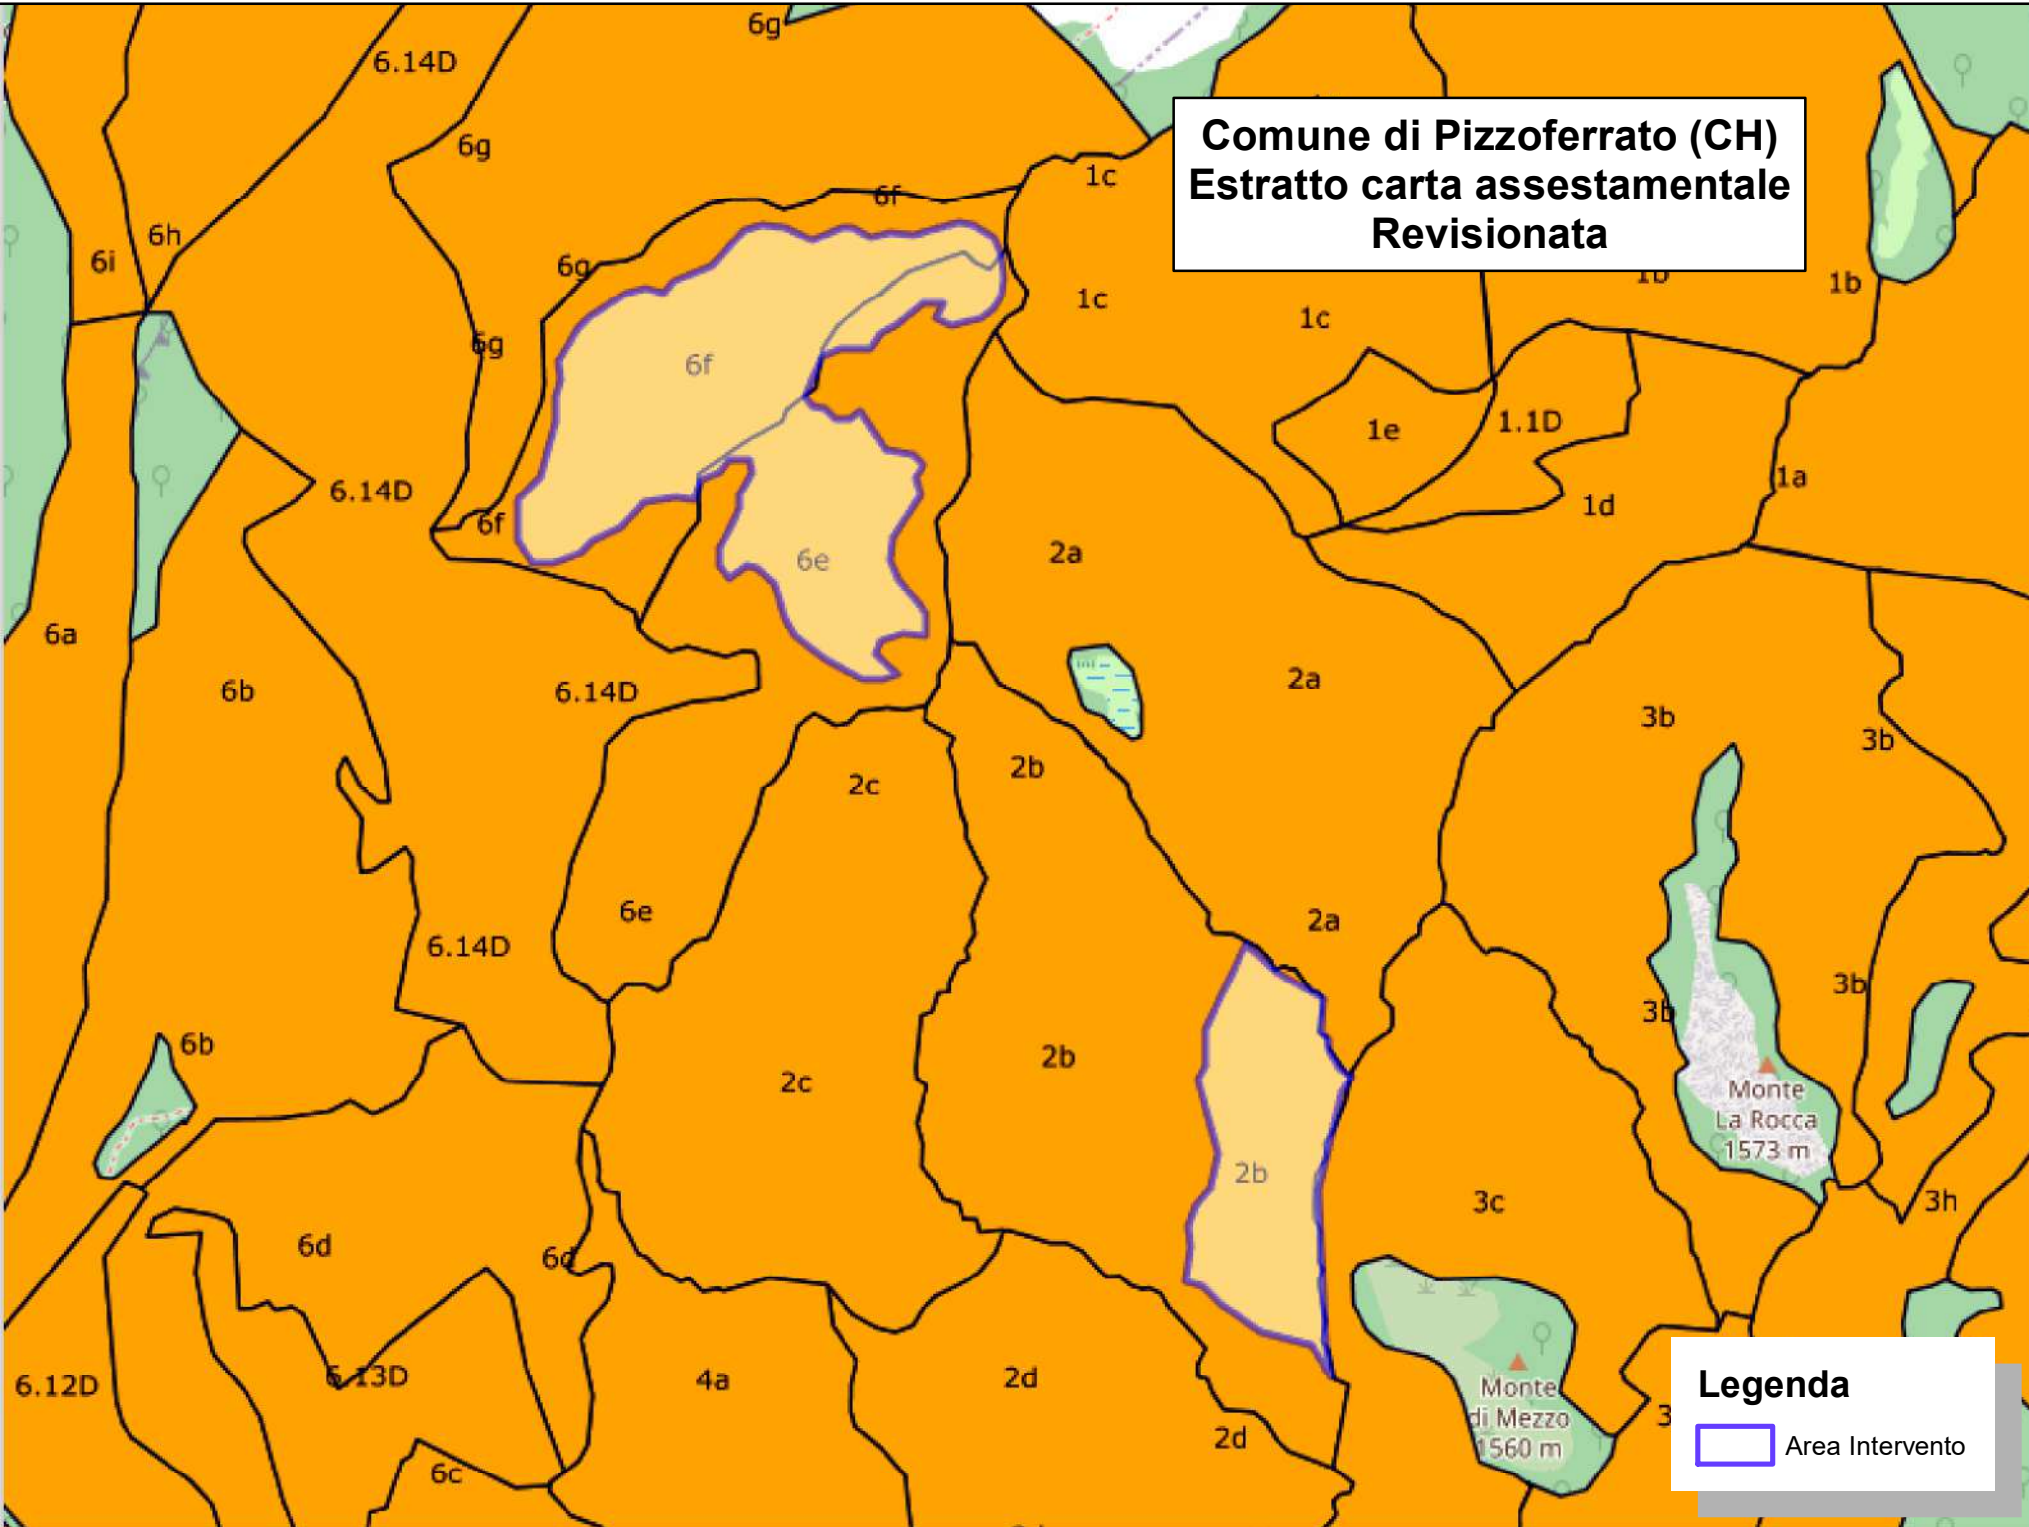 6g
6.14D
Comune di Pizzoferrato (CH)
Estratto carta assestamentale
Revisionata
6g
1c
6f
6h
6i
6g
1c
1c
1b
1b
6g
6f
1e
1.1D
1a
6.14D
6f
1d
2a
6e
6a
6b
6.14D
2a
3b
3b
2c
2b
6e
2a
6.14D
3b
3b
6b
2b
2c
Monte
La Rocca
1573 m
2b
3c
3h
6d
6d
6.12D
6.13D
4a
2d
Monte
di Mezzo
1560 m
2d
3
6c
Legenda
Area Intervento